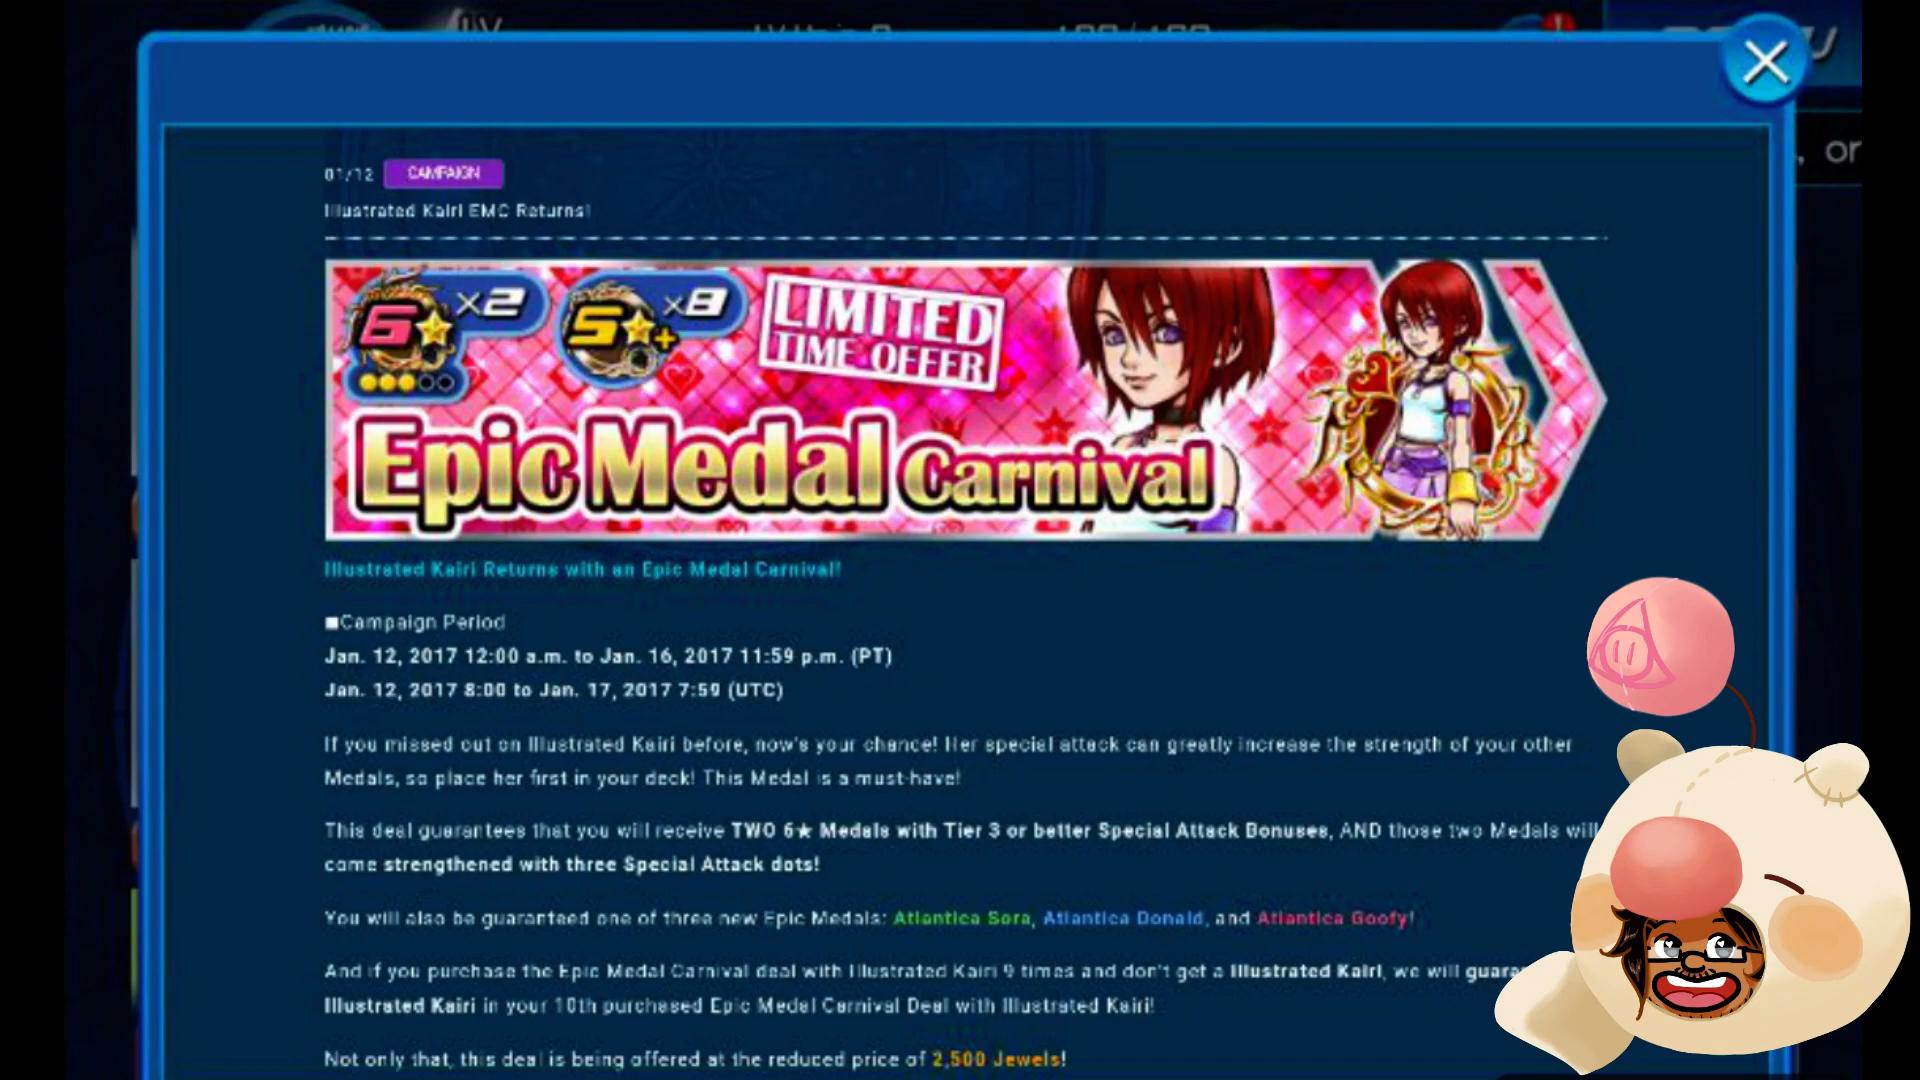 01/12 CAMPAIGN
Illustrated Kairi EMC Returns!
6★ x2 5★+ x8 LIMITED
TIME OFFER
Epic Medal Carnival
Illustrated Kairi Returns with an Epic Medal Carnival!
■Campaign Period
Jan. 12, 2017 12:00 a.m. to Jan. 16, 2017 11:59 p.m. (PT)
Jan. 12, 2017 8:00 to Jan. 17, 2017 7:59 (UTC)
If you missed out on Illustrated Kairi before, now's your chance! Her special attack can greatly increase the strength of your other
Medals, so place her first in your deck! This Medal is a must-have!
This deal guarantees that you will receive TWO 6★ Medals with Tier 3 or better Special Attack Bonuses, AND those two Medals will
come strengthened with three Special Attack dots!
You will also be guaranteed one of three new Epic Medals: Atlantica Sora, Atlantica Donald, and Atlantica Goofy!
And if you purchase the Epic Medal Carnival deal with Illustrated Kairi 9 times and don't get a Illustrated Kairi, we will guara
Illustrated Kairi in your 10th purchased Epic Medal Carnival Deal with Illustrated Kairi!
Not only that, this deal is being offered at the reduced price of 2,500 Jewels!
, or